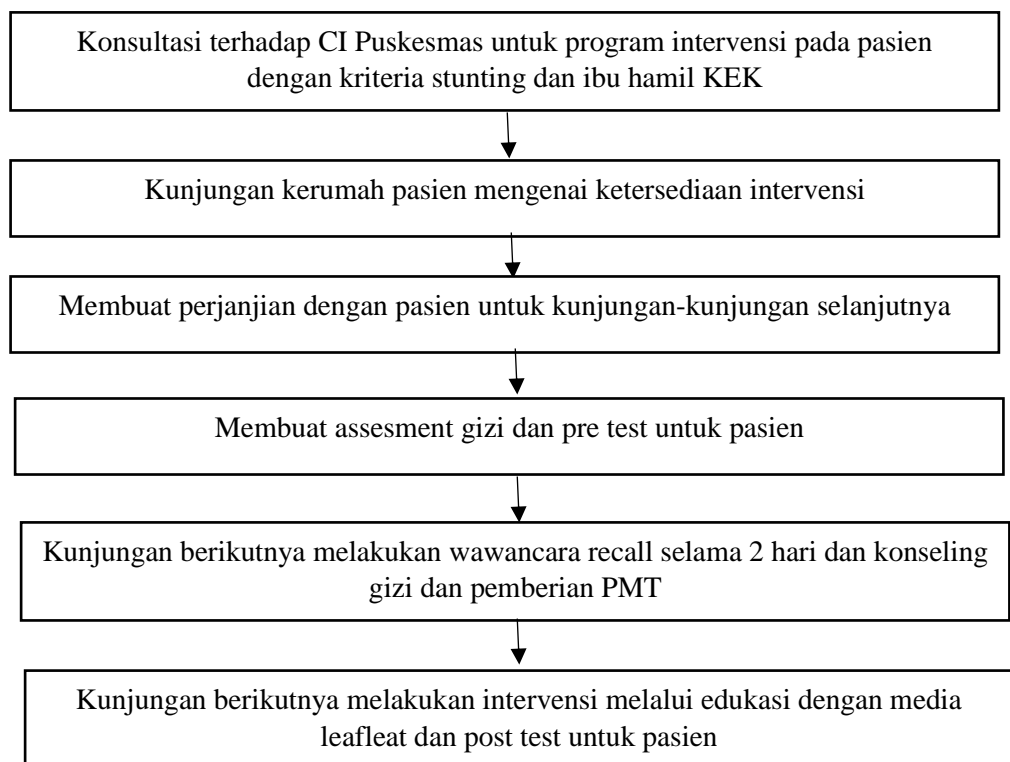 Konsultasi terhadap CI Puskesmas untuk program intervensi pada pasien
dengan kriteria stunting dan ibu hamil KEK
Kunjungan kerumah pasien mengenai ketersediaan intervensi
Membuat perjanjian dengan pasien untuk kunjungan-kunjungan selanjutnya
Membuat assesment gizi dan pre test untuk pasien
Kunjungan berikutnya melakukan wawancara recall selama 2 hari dan konseling
gizi dan pemberian PMT
Kunjungan berikutnya melakukan intervensi melalui edukasi dengan media
leafleat dan post test untuk pasien